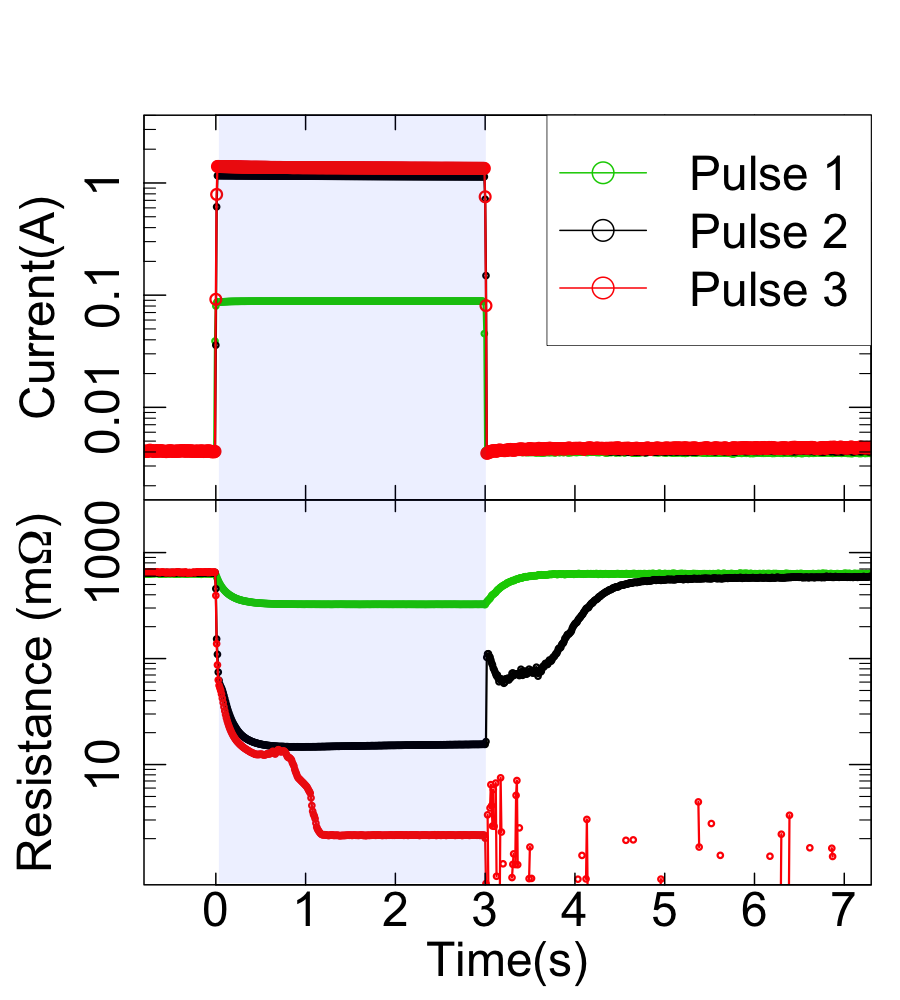 Current(A)
1
0.1
0.01
Pulse 1
Pulse 2
Pulse 3
Resistance (mΩ)
1000
10
0 1 2 3 4 5 6 7
Time(s)